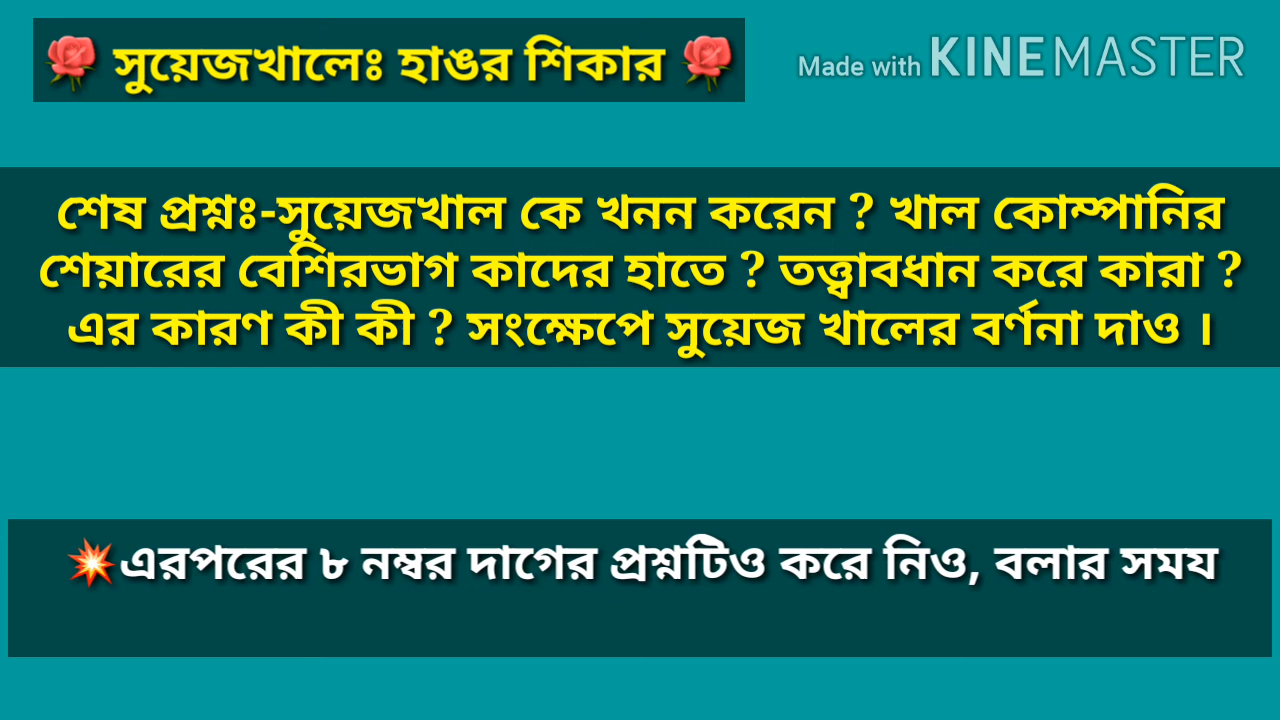 🌹 সুয়েজখালেঃ হাঙর শিকার 🌹
Made with KINEMASTER
শেষ প্রশ্নঃ-সুয়েজখাল কে খনন করেন ? খাল কোম্পানির
শেয়ারের বেশিরভাগ কাদের হাতে ? তত্ত্বাবধান করে কারা ?
এর কারণ কী কী ? সংক্ষেপে সুয়েজ খালের বর্ণনা দাও ।
💥এরপরের ৮ নম্বর দাগের প্রশ্নটিও করে নিও, বলার সময